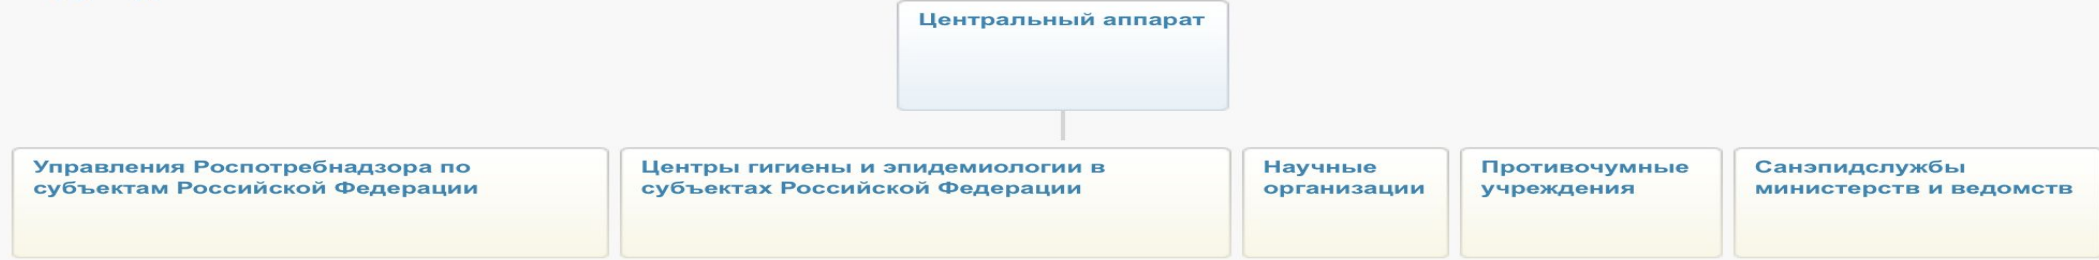 Центральный аппарат
Управления Роспотребнадзора по
субъектам Российской Федерации
Центры гигиены и эпидемиологии в
субъектах Российской Федерации
Научные
организации
Противочумные
учреждения
Санэпидслужбы
министерств и ведомств